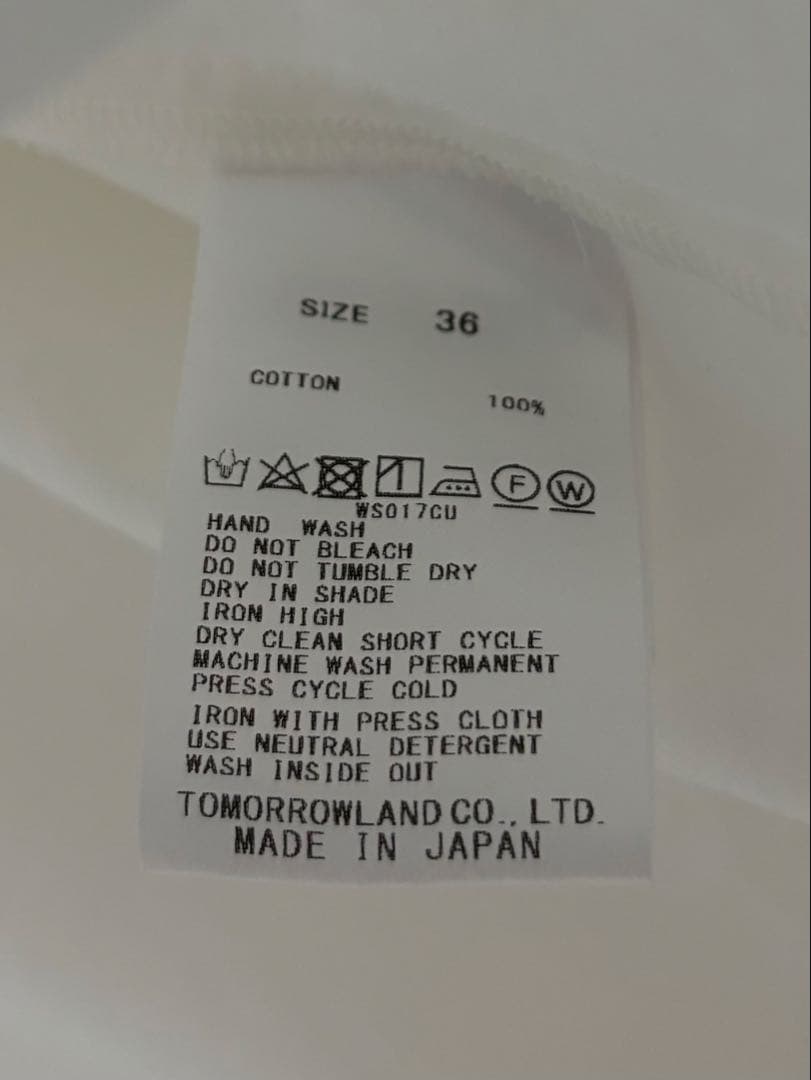 SIZE 36
COTTON 100%
F W
WS017CU
HAND WASH
DO NOT BLEACH
DO NOT TUMBLE DRY
DRY IN SHADE
IRON HIGH
DRY CLEAN SHORT CYCLE
MACHINE WASH PERMANENT
PRESS CYCLE COLD
IRON WITH PRESS CLOTH
USE NEUTRAL DETERGENT
WASH INSIDE OUT
TOMORROWLAND CO., LTD.
MADE IN JAPAN